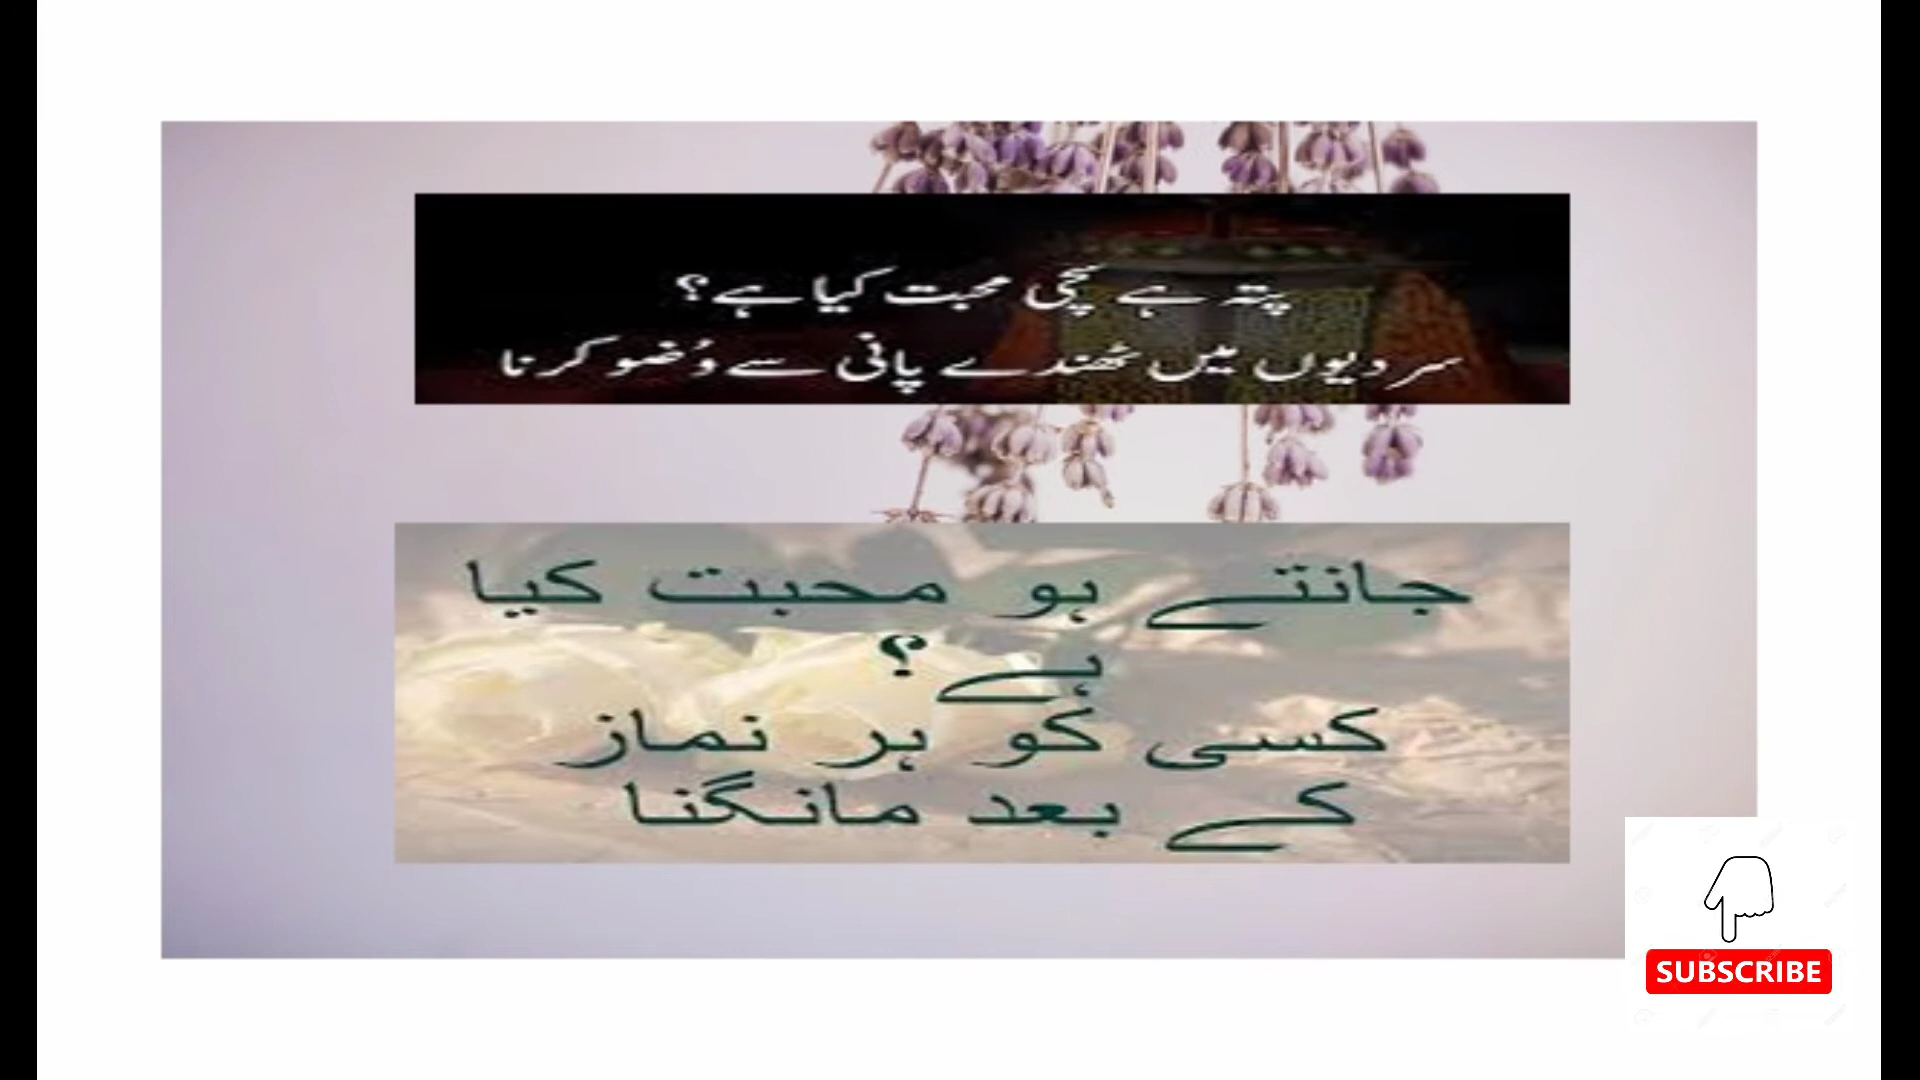 پتہ ہے سچی محبت کیا ہے؟
سردیوں میں ٹھنڈے پانی سے وُضو کرنا
جانتے ہو محبت کیا
ہے؟
کسی کو ہر نماز
کے بعد مانگنا
SUBSCRIBE